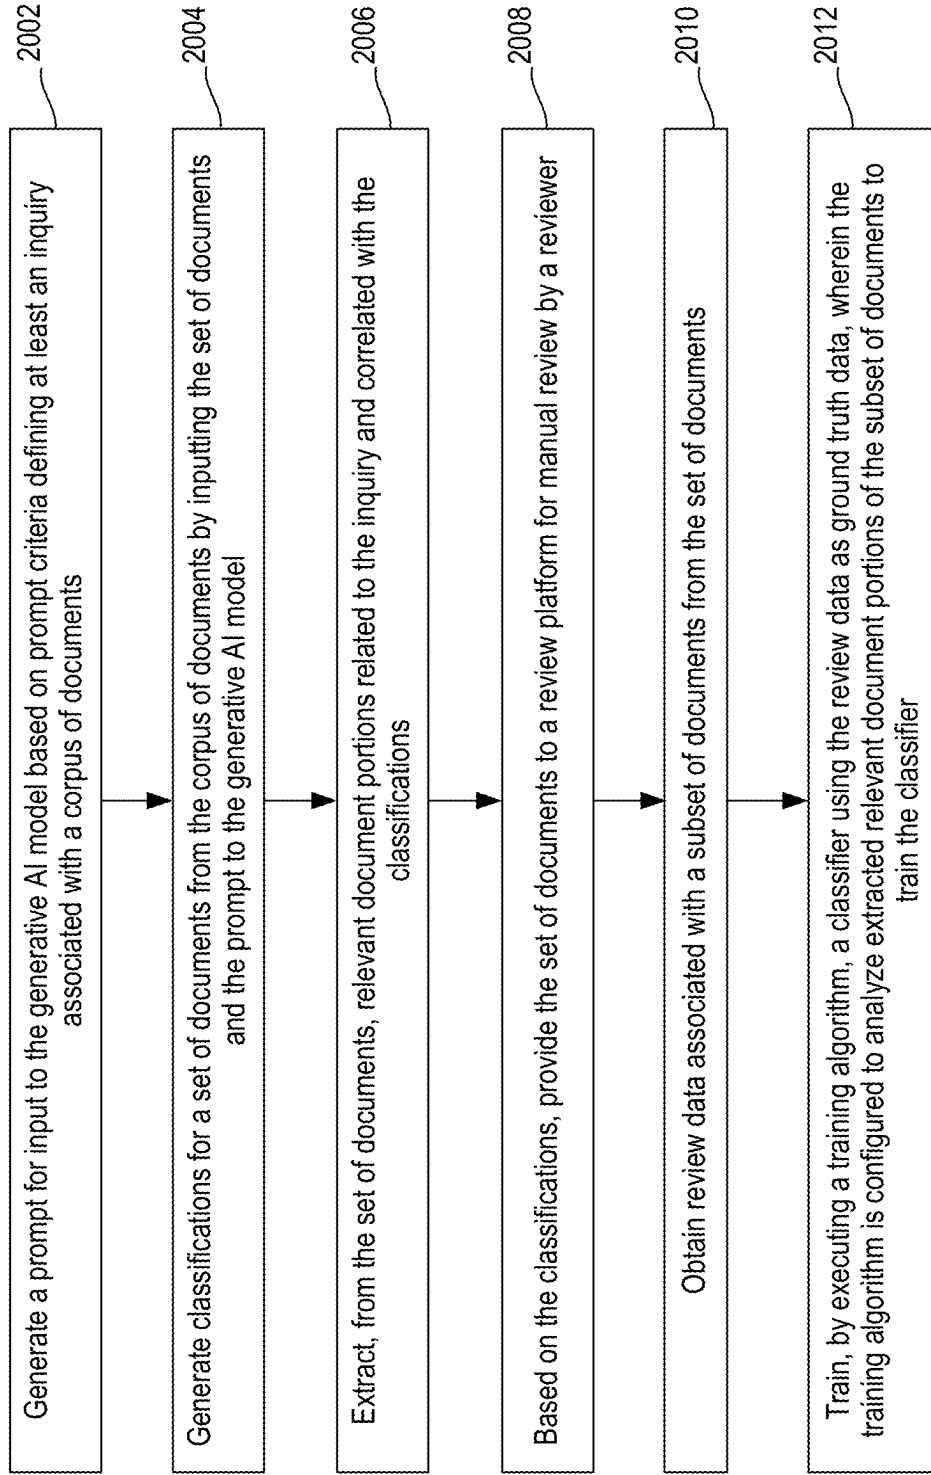 Generate a prompt for input to the generative AI model based on prompt criteria defining at least an inquiry
associated with a corpus of documents
2002
Generate classifications for a set of documents from the corpus of documents by inputting the set of documents
and the prompt to the generative AI model
2004
Extract, from the set of documents, relevant document portions related to the inquiry and correlated with the
classifications
2006
Based on the classifications, provide the set of documents to a review platform for manual review by a reviewer
2008
Obtain review data associated with a subset of documents from the set of documents
2010
Train, by executing a training algorithm, a classifier using the review data as ground truth data, wherein the
training algorithm is configured to analyze extracted relevant document portions of the subset of documents to
train the classifier
2012